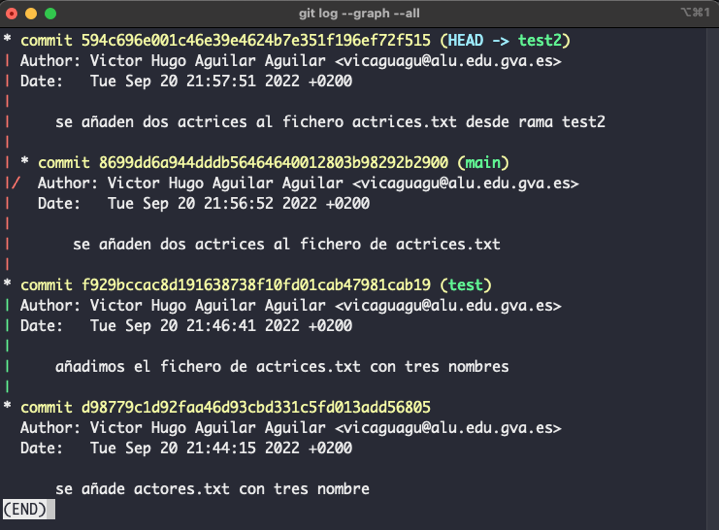 git log --graph --all
⌥⌘1
* commit 594c696e001c46e39e4624b7e351f196ef72f515 (HEAD -> test2)
| Author: Victor Hugo Aguilar Aguilar <vicaguagu@alu.edu.gva.es>
| Date:   Tue Sep 20 21:57:51 2022 +0200
|
|     se añaden dos actrices al fichero actrices.txt desde rama test2
|
| * commit 8699dd6a944dddb56464640012803b98292b2900 (main)
|/  Author: Victor Hugo Aguilar Aguilar <vicaguagu@alu.edu.gva.es>
|   Date:   Tue Sep 20 21:56:52 2022 +0200
|
|       se añaden dos actrices al fichero de actrices.txt
|
* commit f929bccac8d191638738f10fd01cab47981cab19 (test)
| Author: Victor Hugo Aguilar Aguilar <vicaguagu@alu.edu.gva.es>
| Date:   Tue Sep 20 21:46:41 2022 +0200
|
|     añadimos el fichero de actrices.txt con tres nombres
|
* commit d98779c1d92faa46d93cbd331c5fd013add56805
  Author: Victor Hugo Aguilar Aguilar <vicaguagu@alu.edu.gva.es>
  Date:   Tue Sep 20 21:44:15 2022 +0200

      se añade actores.txt con tres nombre
(END)